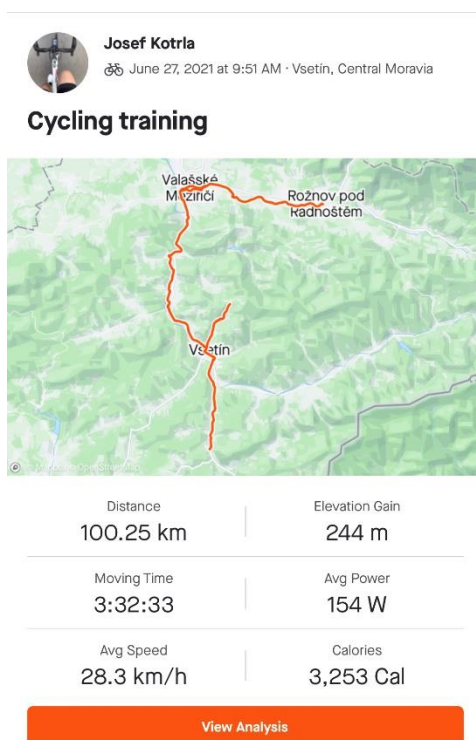 Josef Kotrla
June 27, 2021 at 9:51 AM · Vsetín, Central Moravia
Cycling training
Valašské
Meziříčí
Rožnov pod
Radhoštěm
Vsetín
Distance
100.25 km
Elevation Gain
244 m
Moving Time
3:32:33
Avg Power
154 W
Avg Speed
28.3 km/h
Calories
3,253 Cal
View Analysis